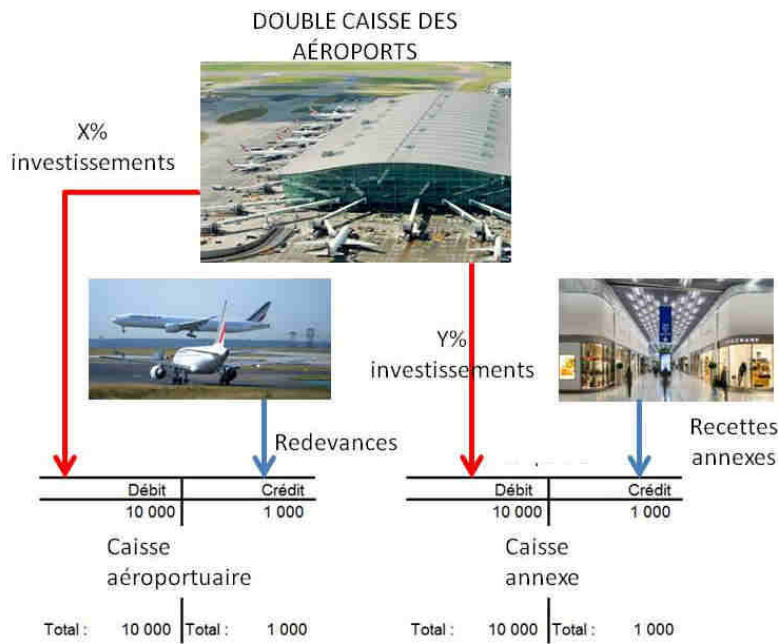 DOUBLE CAISSE DES
AÉROPORTS
X%
investissements
Y%
investissements
Redevances
Recettes
annexes
Débit Crédit
10 000 1 000
Caisse
aéroportuaire
Total : 10 000 Total : 1 000
Débit Crédit
10 000 1 000
Caisse
annexe
Total : 10 000 Total : 1 000